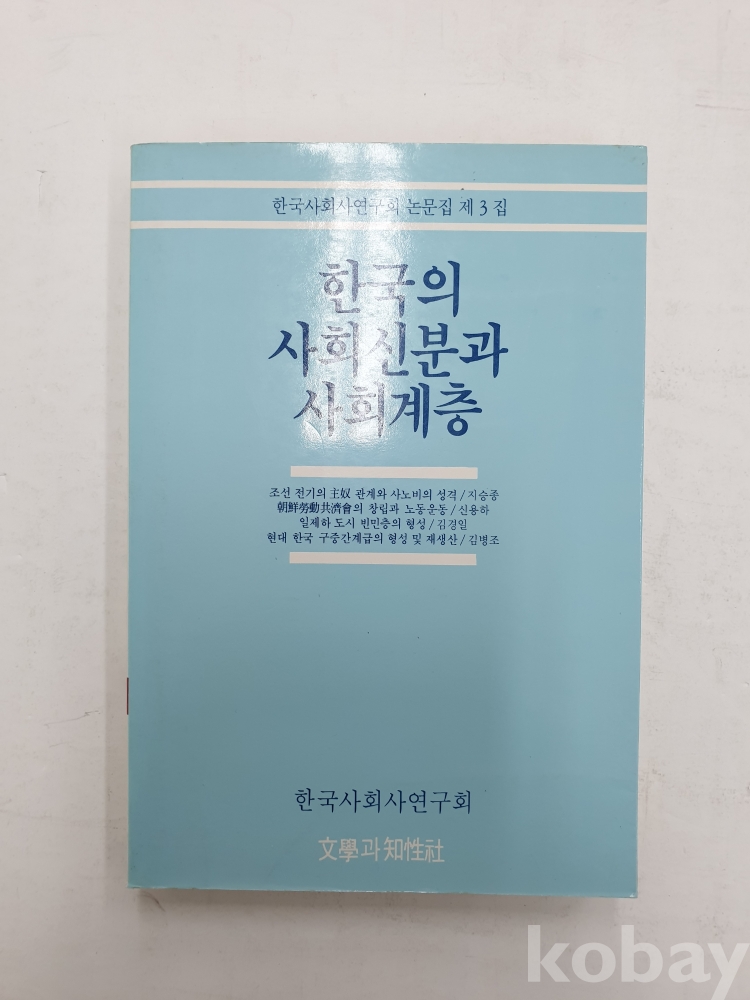 한국사회사연구회 논문집 제 3 집
한국의
사회신분과
사회계층
조선 전기의 主奴 관계와 사노비의 성격/지승종
朝鮮勞動共濟會의 창립과 노동운동/신용하
일제하 도시 빈민층의 형성/김경일
현대 한국 구중간계급의 형성 및 재생산/김병조
한국사회사연구회
文學과知性社
kobay